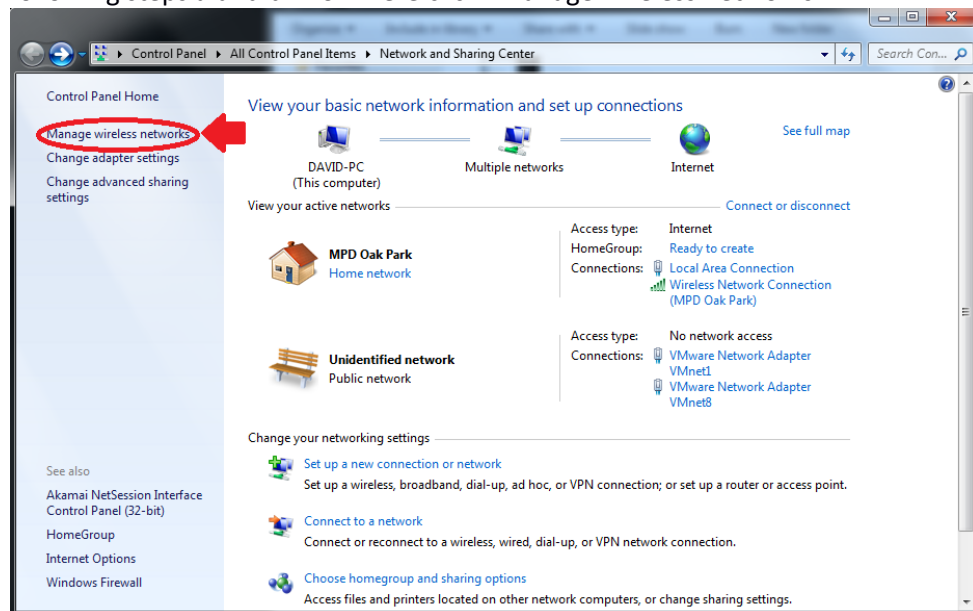 Control Panel ▸ All Control Panel Items ▸ Network and Sharing Center
Search Con...
Control Panel Home
Manage wireless networks
Change adapter settings
Change advanced sharing
settings
See also
Akamai NetSession Interface
Control Panel (32-bit)
HomeGroup
Internet Options
Windows Firewall
View your basic network information and set up connections
See full map
DAVID-PC
(This computer)
Multiple networks
Internet
View your active networks
Connect or disconnect
MPD Oak Park
Home network
Access type: Internet
HomeGroup: Ready to create
Connections: Local Area Connection
Wireless Network Connection
(MPD Oak Park)
Unidentified network
Public network
Access type: No network access
Connections: VMware Network Adapter
VMnet1
VMware Network Adapter
VMnet8
Change your networking settings
Set up a new connection or network
Set up a wireless, broadband, dial-up, ad hoc, or VPN connection; or set up a router or access point.
Connect to a network
Connect or reconnect to a wireless, wired, dial-up, or VPN network connection.
Choose homegroup and sharing options
Access files and printers located on other network computers, or change sharing settings.